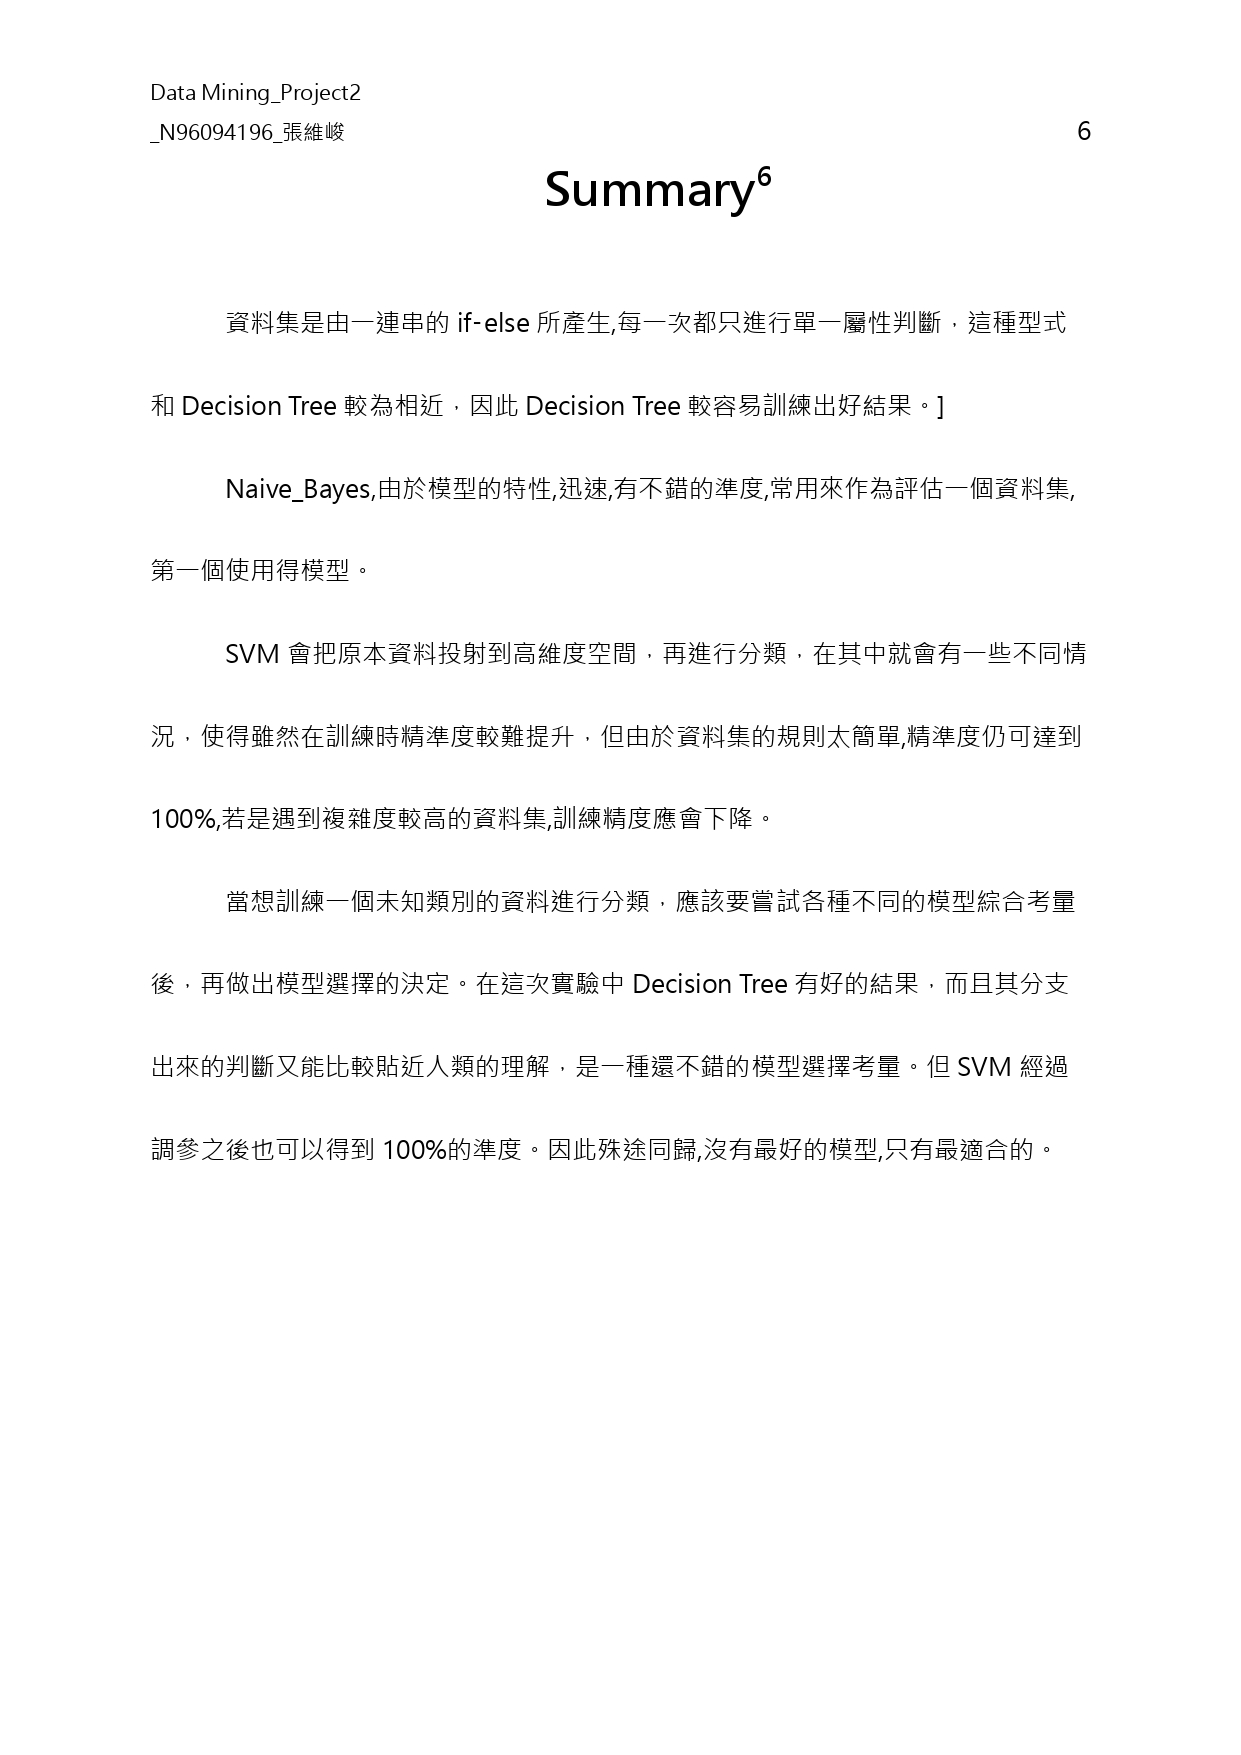 Data Mining_Project2
_N96094196_張維峻 6
Summary⁶
資料集是由一連串的 if-else 所產生,每一次都只進行單一屬性判斷，這種型式
和 Decision Tree 較為相近，因此 Decision Tree 較容易訓練出好結果。]
Naive_Bayes,由於模型的特性,迅速,有不錯的準度,常用來作為評估一個資料集,
第一個使用得模型。
SVM 會把原本資料投射到高維度空間，再進行分類，在其中就會有一些不同情
況，使得雖然在訓練時精準度較難提升，但由於資料集的規則太簡單,精準度仍可達到
100%,若是遇到複雜度較高的資料集,訓練精度應會下降。
當想訓練一個未知類別的資料進行分類，應該要嘗試各種不同的模型綜合考量
後，再做出模型選擇的決定。在這次實驗中 Decision Tree 有好的結果，而且其分支
出來的判斷又能比較貼近人類的理解，是一種還不錯的模型選擇考量。但 SVM 經過
調參之後也可以得到 100%的準度。因此殊途同歸,沒有最好的模型,只有最適合的。